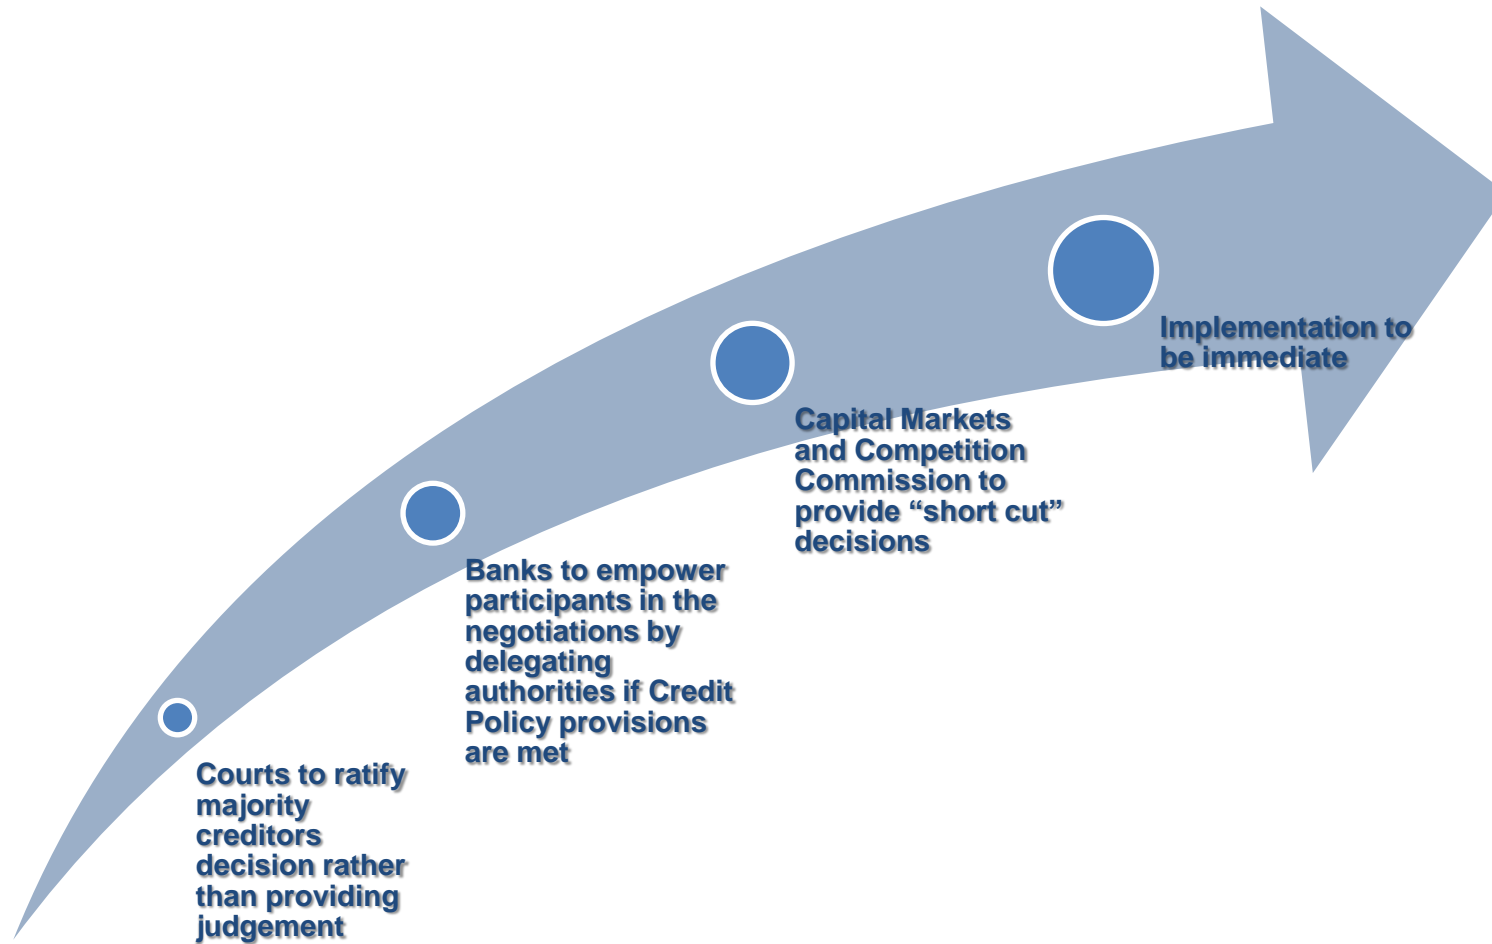 Implementation to
be immediate
Capital Markets
and Competition
Commission to
provide “short cut”
decisions
Banks to empower
participants in the
negotiations by
delegating
authorities if Credit
Policy provisions
are met
Courts to ratify
majority
creditors
decision rather
than providing
judgement